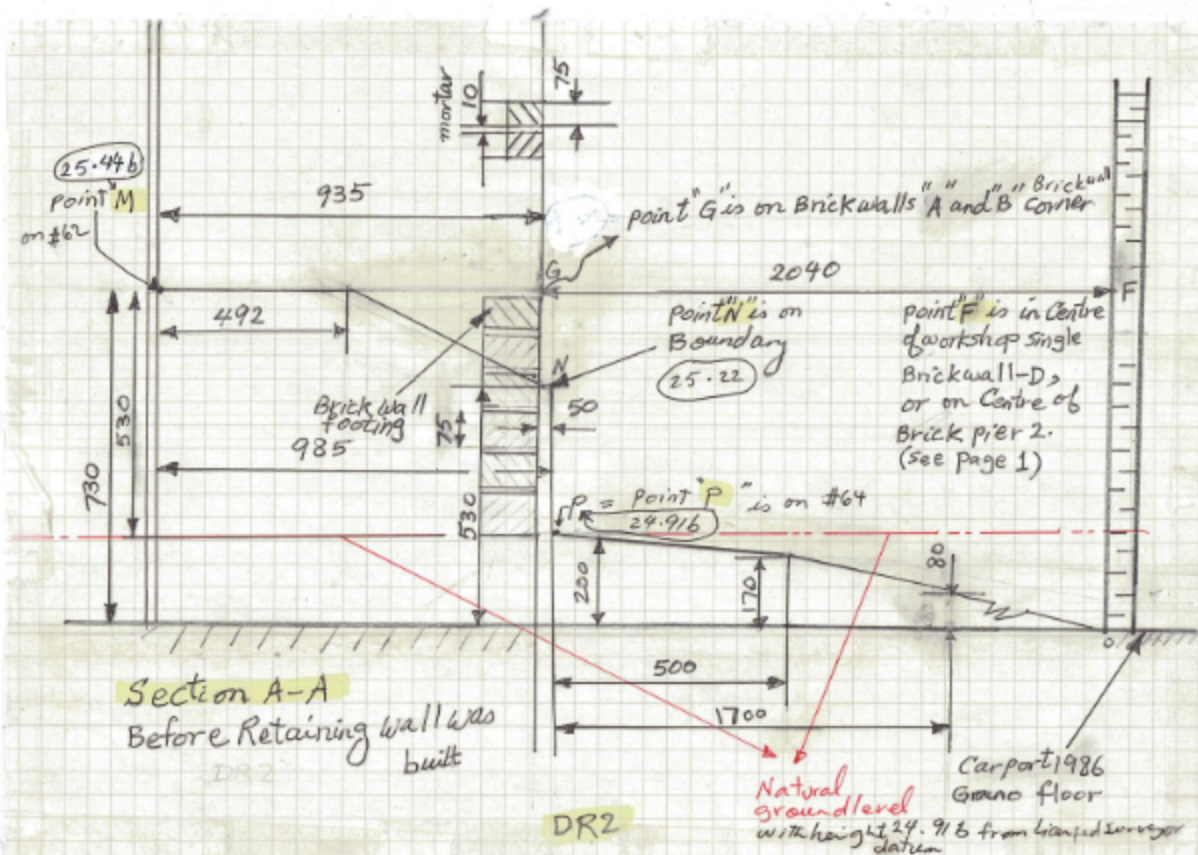 mortar
10
75
25.446
point "M
on #62
935
point "G" is on Brickwalls "A" and "B" Brickwall
corner
G
2040
F
492
point "N" is on
Boundary
25.22
N
point "F" is in Centre
of workshop single
Brickwall-D,
or on Centre of
Brick pier 2.
(see page 1)
Brick wall
footing
75
50
985
530
730
530
P = point "P" is on #64
24.916
200
170
80
500
1700
Section A-A
Before Retaining wall was
built
DR2
DR2
Natural
ground level
with height 24.916 from licenced surveyor
datum
Carport 1986
Grano floor